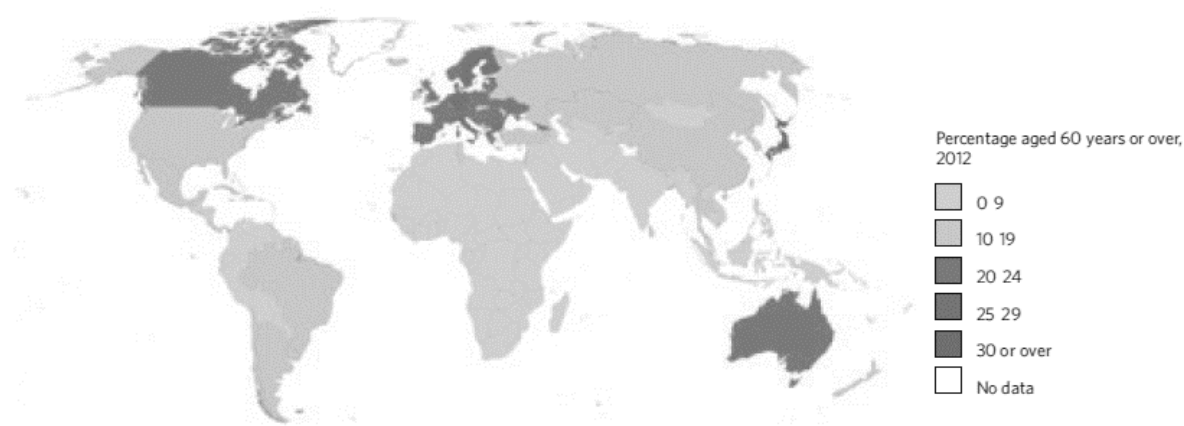 Percentage aged 60 years or over,
2012
0 9
10 19
20 24
25 29
30 or over
No data